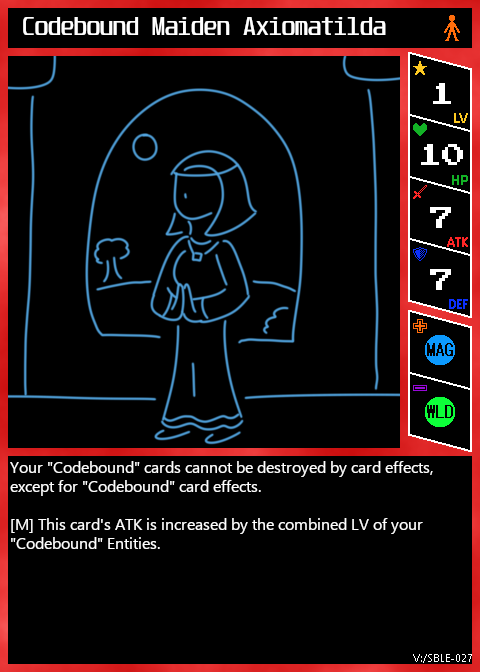 Codebound Maiden Axiomatilda
1
LV
10
HP
7
ATK
7
DEF
MAG
WLD
Your "Codebound" cards cannot be destroyed by card effects,
except for "Codebound" card effects.
[M] This card's ATK is increased by the combined LV of your
"Codebound" Entities.
V:/SBLE-027